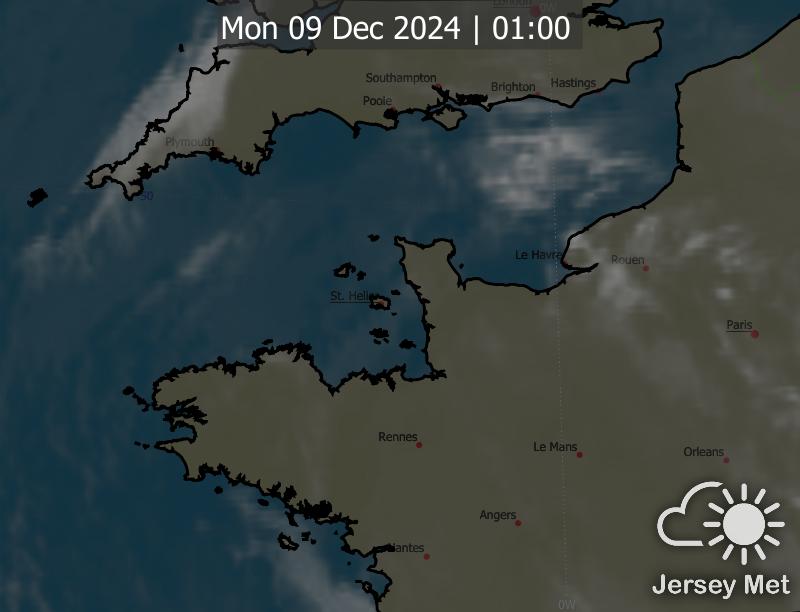 London
0W
Mon 09 Dec 2024 | 01:00
Southampton
Brighton
Hastings
Poole
Plymouth
50
Le Havre
Rouen
St. Helier
Paris
Rennes
Le Mans
Orleans
Angers
Nantes
Jersey Met
0W